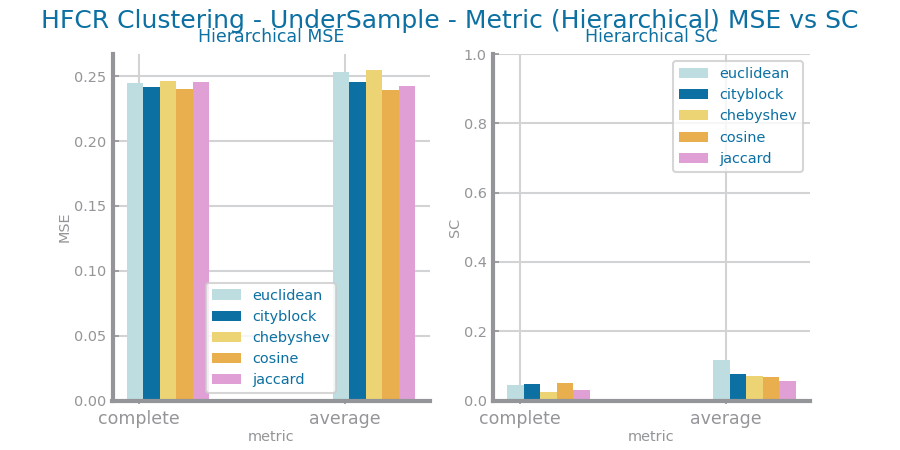 HFCR Clustering - UnderSample - Metric (Hierarchical) MSE vs SC
Hierarchical MSE
MSE
0.25
0.20
0.15
0.10
0.05
0.00
euclidean
cityblock
chebyshev
cosine
jaccard
complete
average
metric
Hierarchical SC
SC
1.0
0.8
0.6
0.4
0.2
0.0
euclidean
cityblock
chebyshev
cosine
jaccard
complete
average
metric